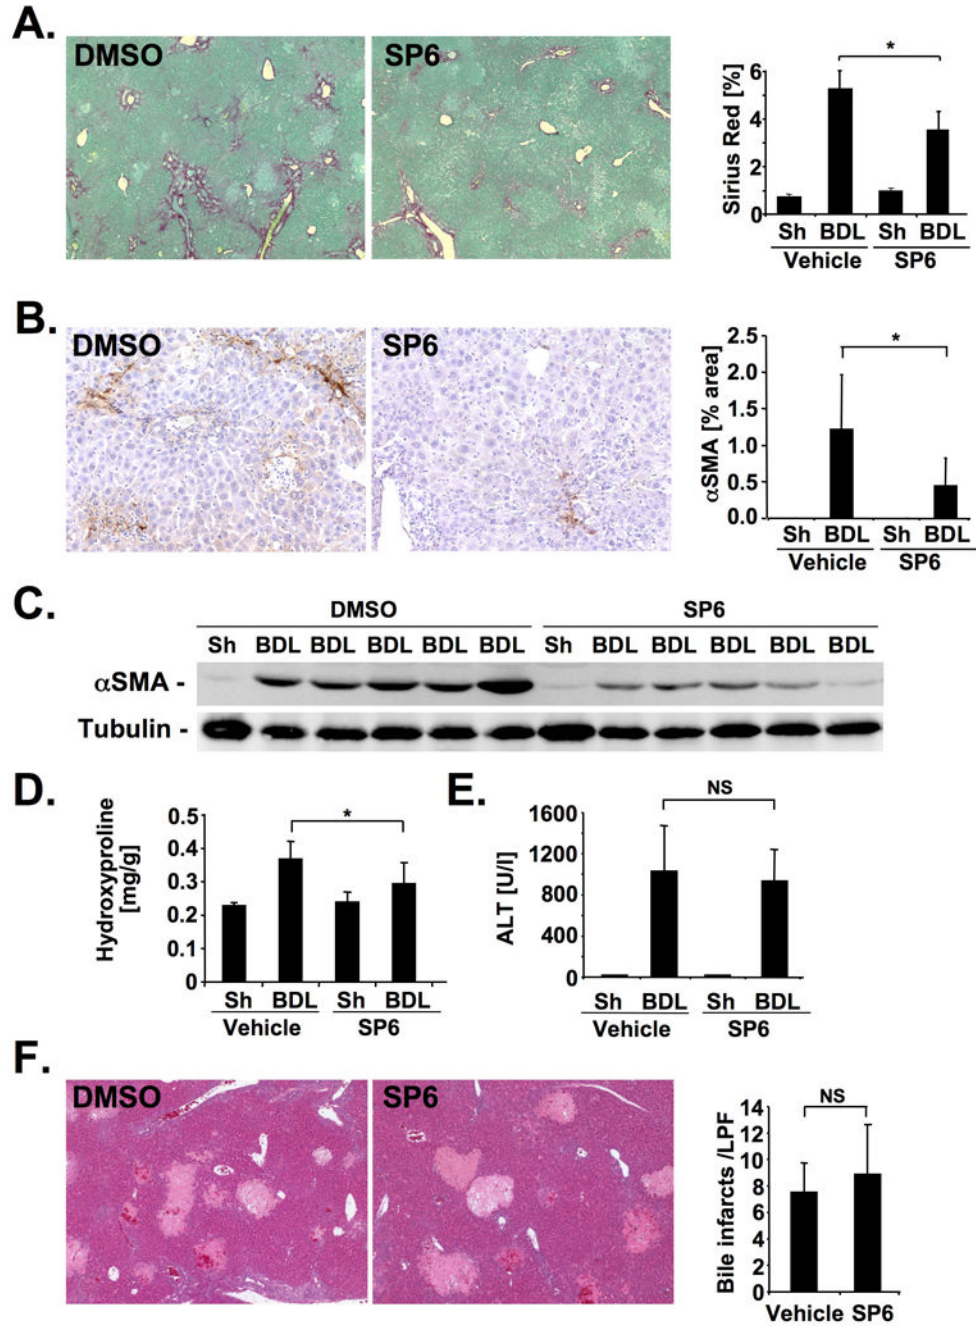 A.
DMSO
SP6
Sirius Red [%]
6
4
2
0
*
Sh BDL Sh BDL
Vehicle SP6
B.
DMSO
SP6
αSMA [% area]
2.5
2.0
1.5
1.0
0.5
0.0
*
Sh BDL Sh BDL
Vehicle SP6
C.
DMSO SP6
Sh BDL BDL BDL BDL BDL Sh BDL BDL BDL BDL BDL
αSMA -
Tubulin -
D.
Hydroxyproline
[mg/g]
0.5
0.4
0.3
0.2
0.1
0
*
Sh BDL Sh BDL
Vehicle SP6
E.
ALT [U/l]
1600
1200
800
400
0
NS
Sh BDL Sh BDL
Vehicle SP6
F.
DMSO
SP6
Bile infarcts /LPF
14
12
10
8
6
4
2
0
NS
Vehicle SP6